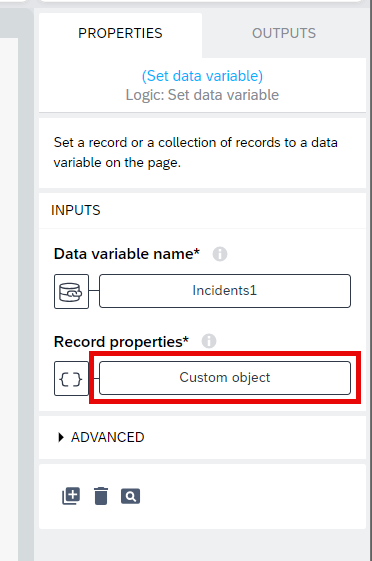 PROPERTIES
OUTPUTS
(Set data variable)
Logic: Set data variable
Set a record or a collection of records to a data
variable on the page.
INPUTS
Data variable name*
Incidents1
Record properties*
Custom object
ADVANCED